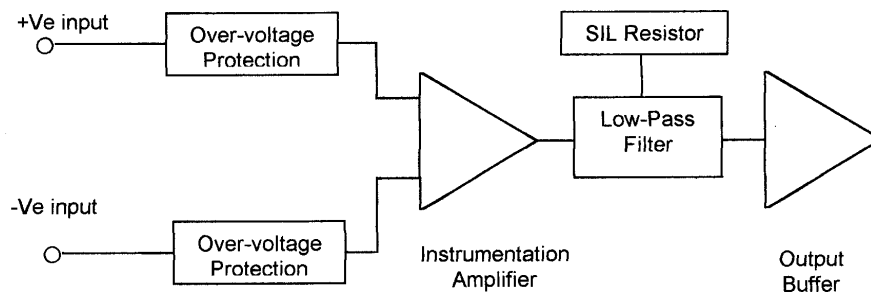 +Ve input
Over-voltage
Protection
SIL Resistor
Low-Pass
Filter
-Ve input
Over-voltage
Protection
Instrumentation
Amplifier
Output
Buffer